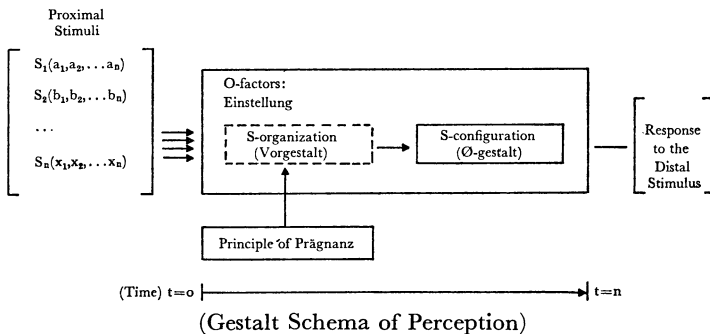 Proximal
Stimuli
S₁(a₁,a₂, . . . aₙ)
S₂(b₁,b₂, . . . bₙ)
. . .
Sₙ(x₁,x₂, . . . xₙ)
O-factors:
Einstellung
S-organization
(Vorgestalt)
S-configuration
(Ø-gestalt)
Response
to the
Distal
Stimulus
Principle of Prägnanz
(Time) t=o
t=n
(Gestalt Schema of Perception)